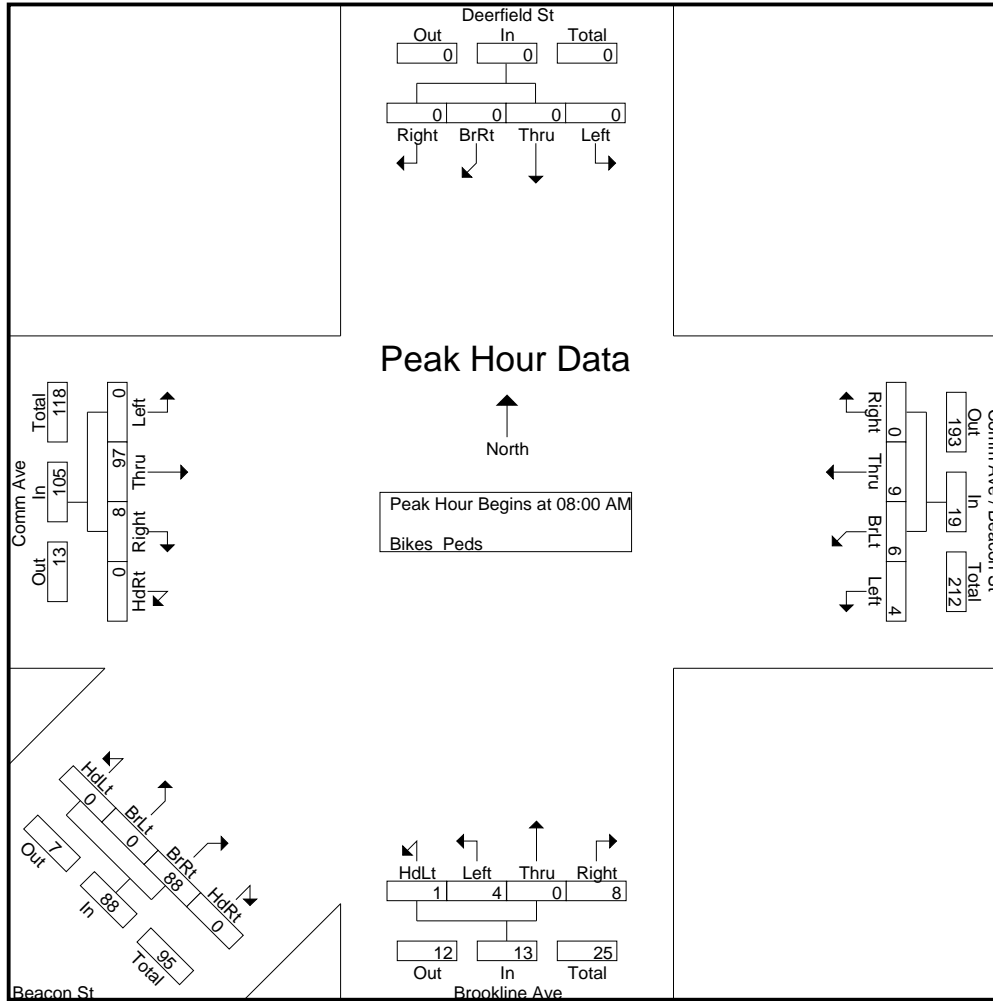 Deerfield St
Out In Total
0 0 0
0 0 0 0
Right BrRt Thru Left
Peak Hour Data
North
Peak Hour Begins at 08:00 AM
Bikes Peds
Comm Ave
Total In Out
118 105 13
0 97 8 0
Left Thru Right HdRt
Right Thru BrLt Left
0 9 6 4
193 19 212
Out In Total
Comm Ave / Beacon St
HdLt BrLt BrRt HdRt
0 0 88 0
7 88 95
Out In Total
Beacon St
HdLt Left Thru Right
1 4 0 8
12 13 25
Out In Total
Brookline Ave